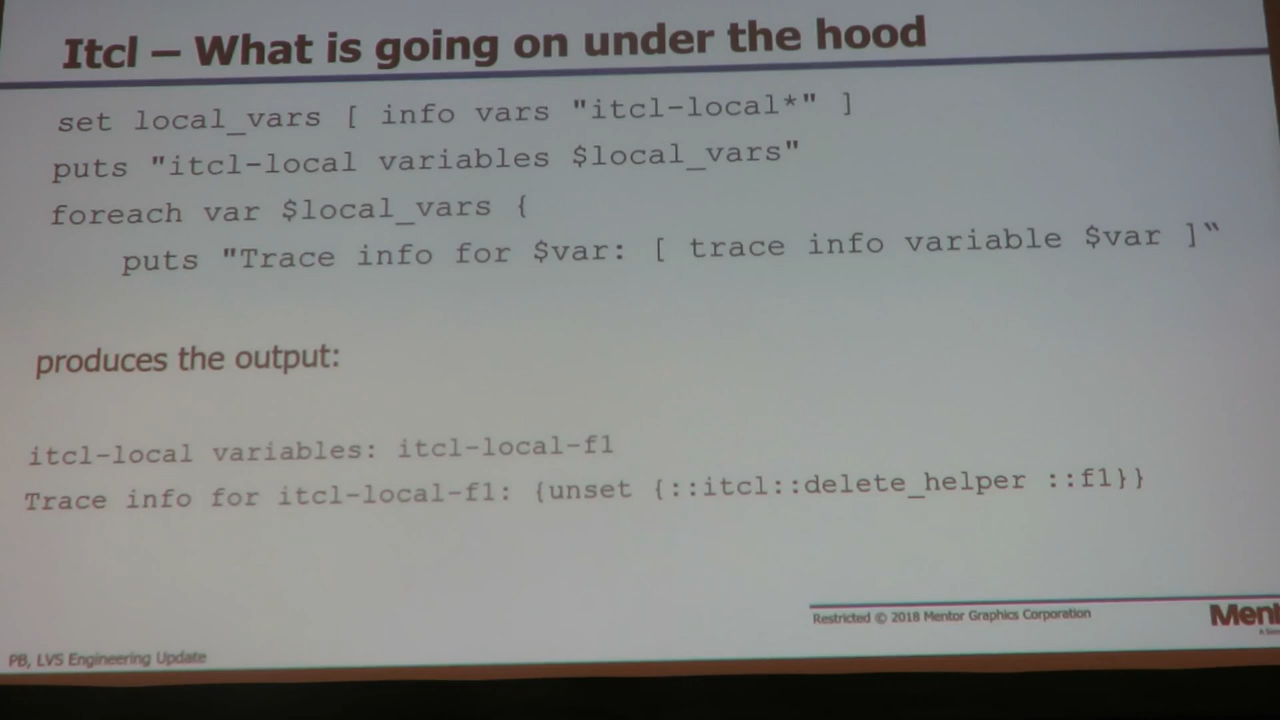 Itcl – What is going on under the hood
set local_vars [ info vars "itcl-local*" ]
puts "itcl-local variables $local_vars"
foreach var $local_vars {
puts "Trace info for $var: [ trace info variable $var ]“
produces the output:
itcl-local variables: itcl-local-f1
Trace info for itcl-local-f1: {unset {::itcl::delete_helper ::f1}}
Restricted © 2018 Mentor Graphics Corporation
PB, LVS Engineering Update